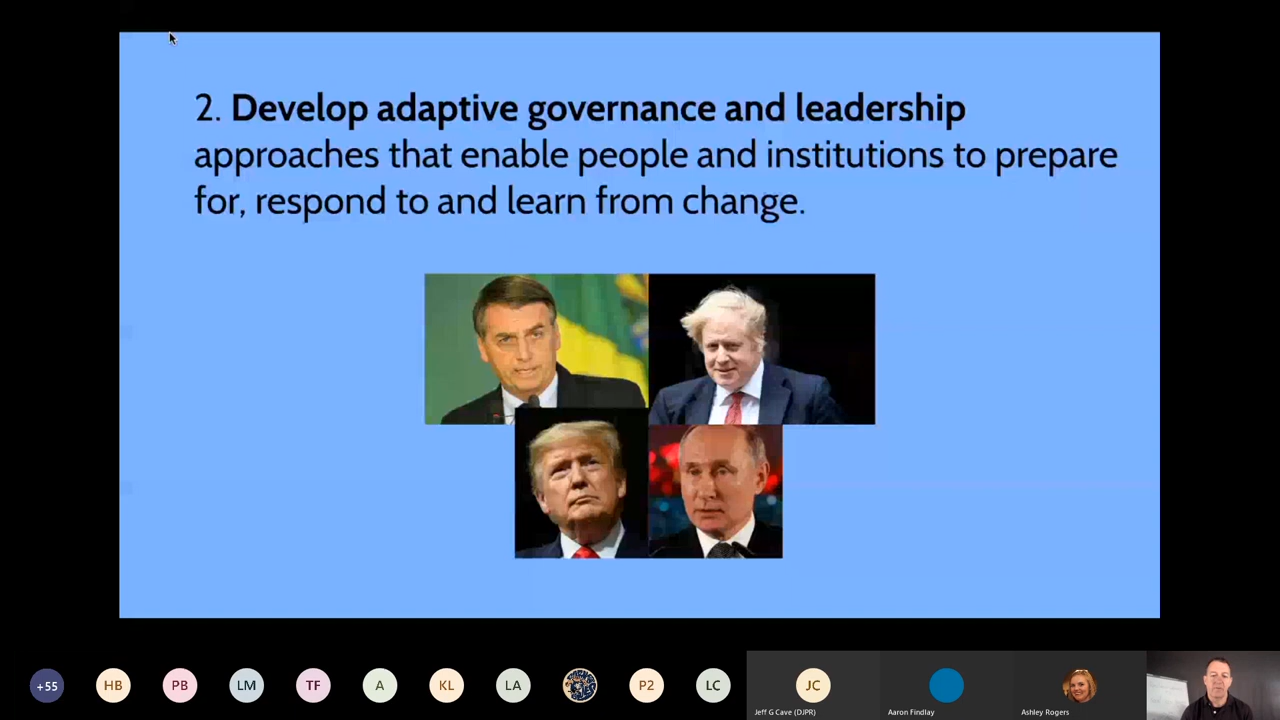 2. Develop adaptive governance and leadership
approaches that enable people and institutions to prepare
for, respond to and learn from change.
+55
HB
PB
LM
TF
A
KL
LA
P2
LC
JC
Jeff G Cave (DJPR)
Aaron Findlay
Ashley Rogers